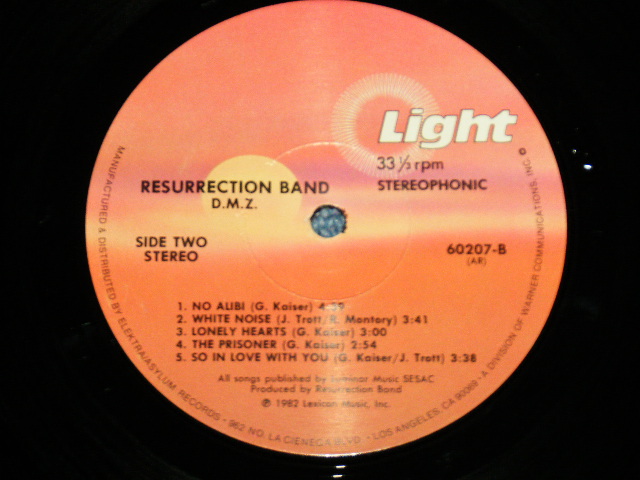 Light
33 ⅓ rpm
STEREOPHONIC
RESURRECTION BAND
D.M.Z.
SIDE TWO
STEREO
60207-B
(AR)
1. NO ALIBI (G. Kaiser)
2. WHITE NOISE (J. Trott/R. Montory) 3:41
3. LONELY HEARTS (G. Kaiser) 3:00
4. THE PRISONER (G. Kaiser) 2:54
5. SO IN LOVE WITH YOU (G. Kaiser/J. Trott) 3:38
All songs published by Music SESAC
Produced by Resurrection Band
℗ 1982 Lexicon Music, Inc.
MANUFACTURED & DISTRIBUTED BY ELEKTRA/ASYLUM RECORDS • 962 NO. LA CIENEGA BLVD. • LOS ANGELES, CA 90069 • A DIVISION OF WARNER COMMUNICATIONS, INC.